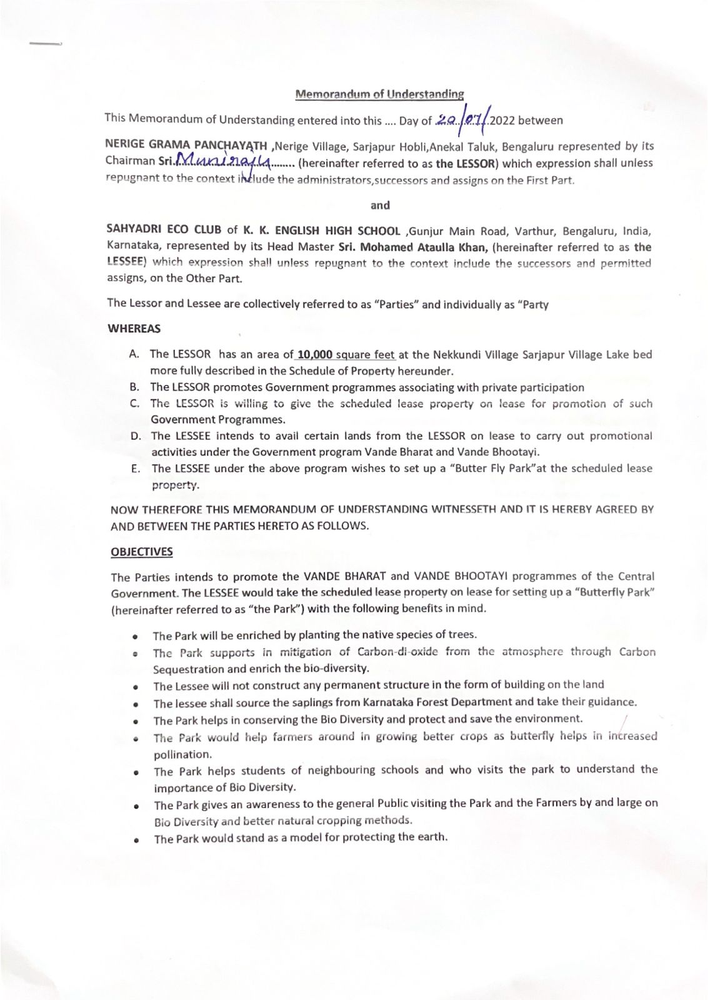 Memorandum of Understanding
This Memorandum of Understanding entered into this .... Day of 20/07/2022 between
NERIGE GRAMA PANCHAYATH ,Nerige Village, Sarjapur Hobli,Anekal Taluk, Bengaluru represented by its
Chairman Sri.Muniraju........ (hereinafter referred to as the LESSOR) which expression shall unless
repugnant to the context include the administrators,successors and assigns on the First Part.
and
SAHYADRI ECO CLUB of K. K. ENGLISH HIGH SCHOOL ,Gunjur Main Road, Varthur, Bengaluru, India,
Karnataka, represented by its Head Master Sri. Mohamed Ataulla Khan, (hereinafter referred to as the
LESSEE) which expression shall unless repugnant to the context include the successors and permitted
assigns, on the Other Part.
The Lessor and Lessee are collectively referred to as “Parties” and individually as “Party
WHEREAS
A. The LESSOR has an area of 10,000 square feet at the Nekkundi Village Sarjapur Village Lake bed
more fully described in the Schedule of Property hereunder.
B. The LESSOR promotes Government programmes associating with private participation
C. The LESSOR is willing to give the scheduled lease property on lease for promotion of such
Government Programmes.
D. The LESSEE intends to avail certain lands from the LESSOR on lease to carry out promotional
activities under the Government program Vande Bharat and Vande Bhootayi.
E. The LESSEE under the above program wishes to set up a “Butter Fly Park”at the scheduled lease
property.
NOW THEREFORE THIS MEMORANDUM OF UNDERSTANDING WITNESSETH AND IT IS HEREBY AGREED BY
AND BETWEEN THE PARTIES HERETO AS FOLLOWS.
OBJECTIVES
The Parties intends to promote the VANDE BHARAT and VANDE BHOOTAYI programmes of the Central
Government. The LESSEE would take the scheduled lease property on lease for setting up a “Butterfly Park”
(hereinafter referred to as “the Park”) with the following benefits in mind.
• The Park will be enriched by planting the native species of trees.
• The Park supports in mitigation of Carbon-di-oxide from the atmosphere through Carbon
Sequestration and enrich the bio-diversity.
• The Lessee will not construct any permanent structure in the form of building on the land
• The lessee shall source the saplings from Karnataka Forest Department and take their guidance.
• The Park helps in conserving the Bio Diversity and protect and save the environment.
• The Park would help farmers around in growing better crops as butterfly helps in increased
pollination.
• The Park helps students of neighbouring schools and who visits the park to understand the
importance of Bio Diversity.
• The Park gives an awareness to the general Public visiting the Park and the Farmers by and large on
Bio Diversity and better natural cropping methods.
• The Park would stand as a model for protecting the earth.